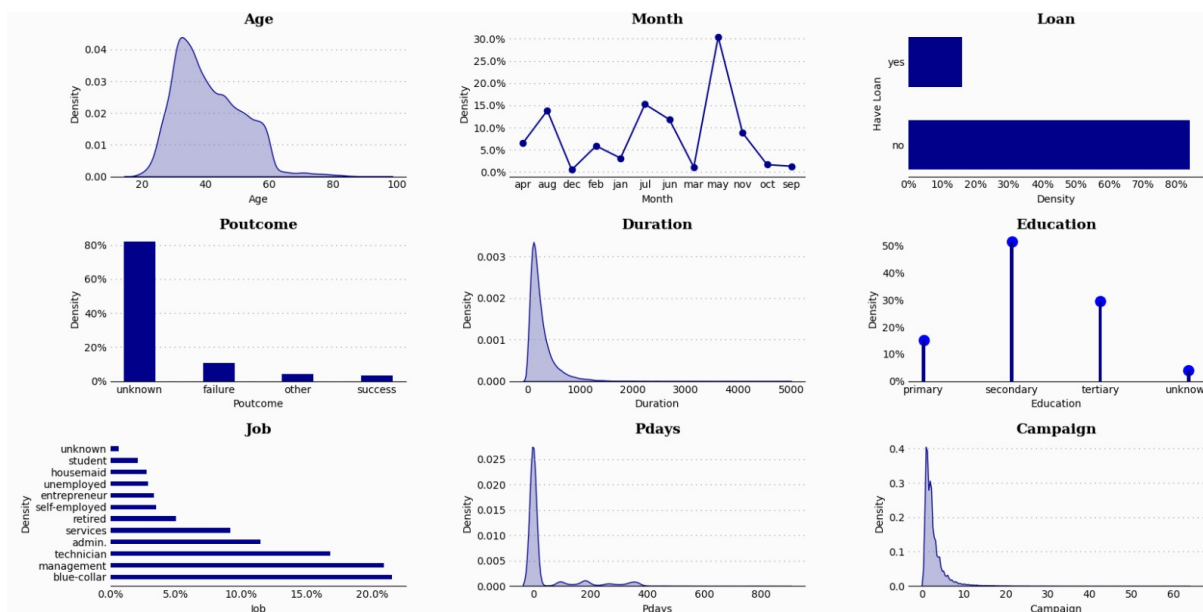 Age
0.04
0.03
0.02
0.01
0.00
Density
20 40 60 80 100
Age
Month
30.0%
25.0%
20.0%
15.0%
10.0%
5.0%
0.0%
Density
apr aug dec feb jan jul jun mar may nov oct sep
Month
Loan
yes
no
Have Loan
0% 10% 20% 30% 40% 50% 60% 70% 80%
Density
Poutcome
80%
60%
40%
20%
0%
Density
unknown failure other success
Poutcome
Duration
0.003
0.002
0.001
0.000
Density
0 1000 2000 3000 4000 5000
Duration
Education
50%
40%
30%
20%
10%
0%
Density
primary secondary tertiary unknow
Education
Job
unknown
student
housemaid
unemployed
entrepreneur
self-employed
retired
services
admin.
technician
management
blue-collar
Density
0.0% 5.0% 10.0% 15.0% 20.0%
Job
Pdays
0.025
0.020
0.015
0.010
0.005
0.000
Density
0 200 400 600 800
Pdays
Campaign
0.4
0.3
0.2
0.1
0.0
Density
0 10 20 30 40 50 60
Campaign